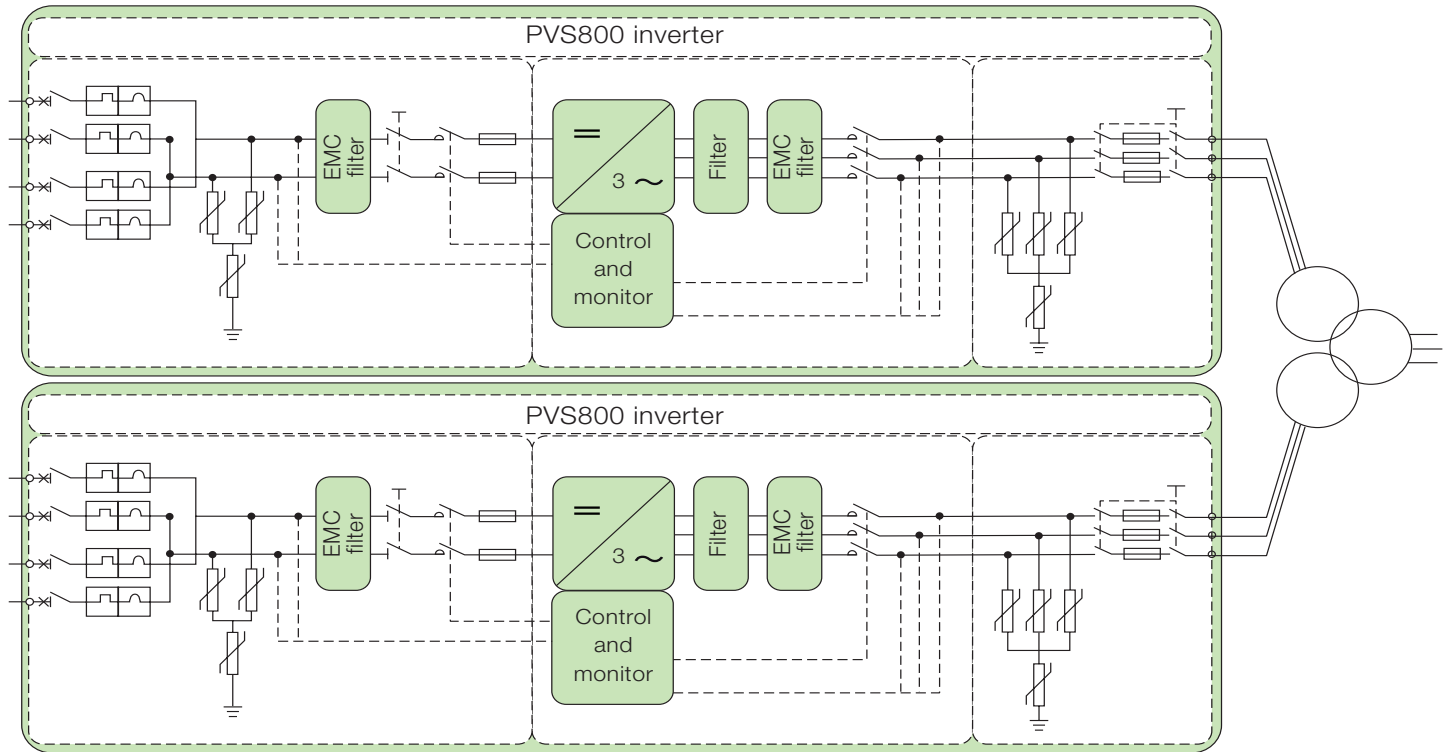 PVS800 inverter
EMC
filter
3
Filter
EMC
filter
Control
and
monitor
PVS800 inverter
EMC
filter
3
Filter
EMC
filter
Control
and
monitor